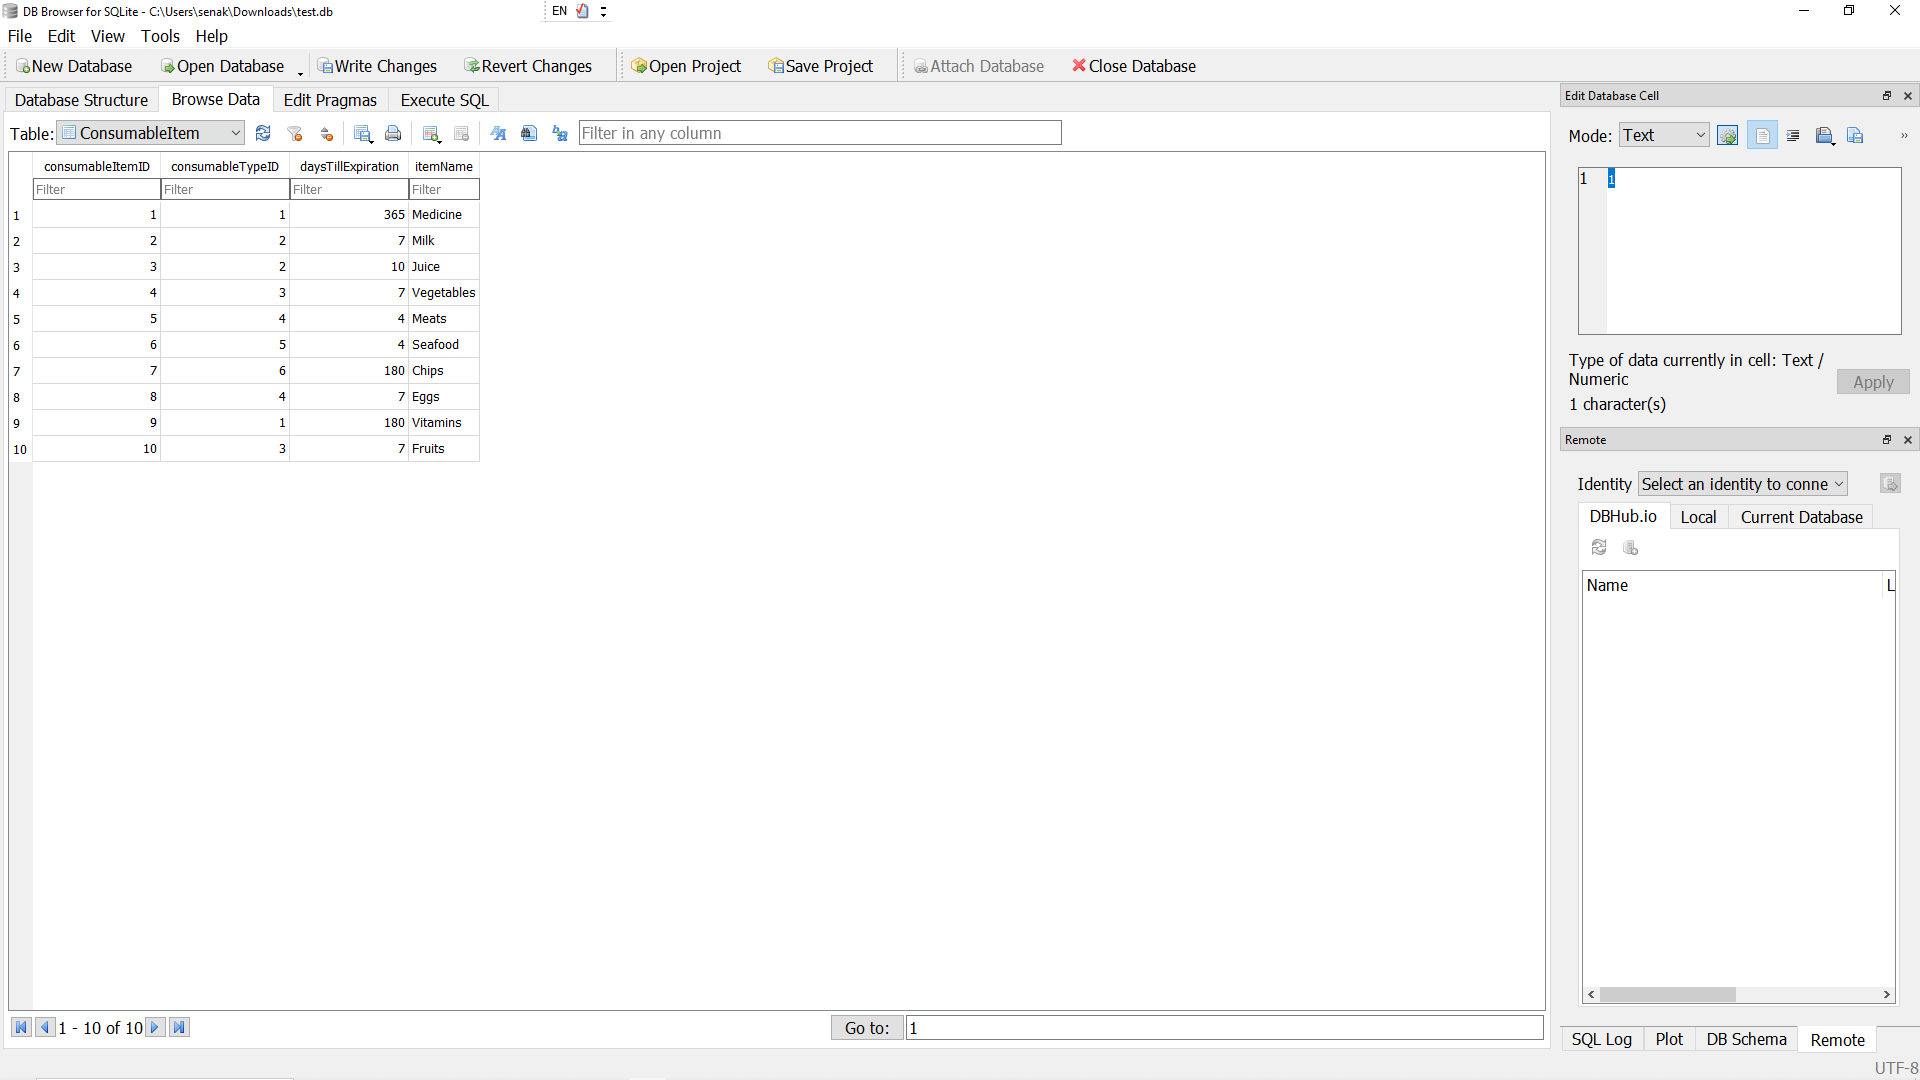 DB Browser for SQLite - C:\Users\senak\Downloads\test.db
EN
File Edit View Tools Help
New Database Open Database Write Changes Revert Changes Open Project Save Project Attach Database Close Database
Database Structure Browse Data Edit Pragmas Execute SQL
Table: ConsumableItem Filter in any column
consumableItemID consumableTypeID daysTillExpiration itemName
Filter Filter Filter Filter
1 1 1 365 Medicine
2 2 2 7 Milk
3 3 2 10 Juice
4 4 3 7 Vegetables
5 5 4 4 Meats
6 6 5 4 Seafood
7 7 6 180 Chips
8 8 4 7 Eggs
9 9 1 180 Vitamins
10 10 3 7 Fruits
1 - 10 of 10 Go to: 1
Edit Database Cell
Mode: Text
1 1
Type of data currently in cell: Text /
Numeric
1 character(s)
Apply
Remote
Identity Select an identity to conne
DBHub.io Local Current Database
Name L
SQL Log Plot DB Schema Remote
UTF-8